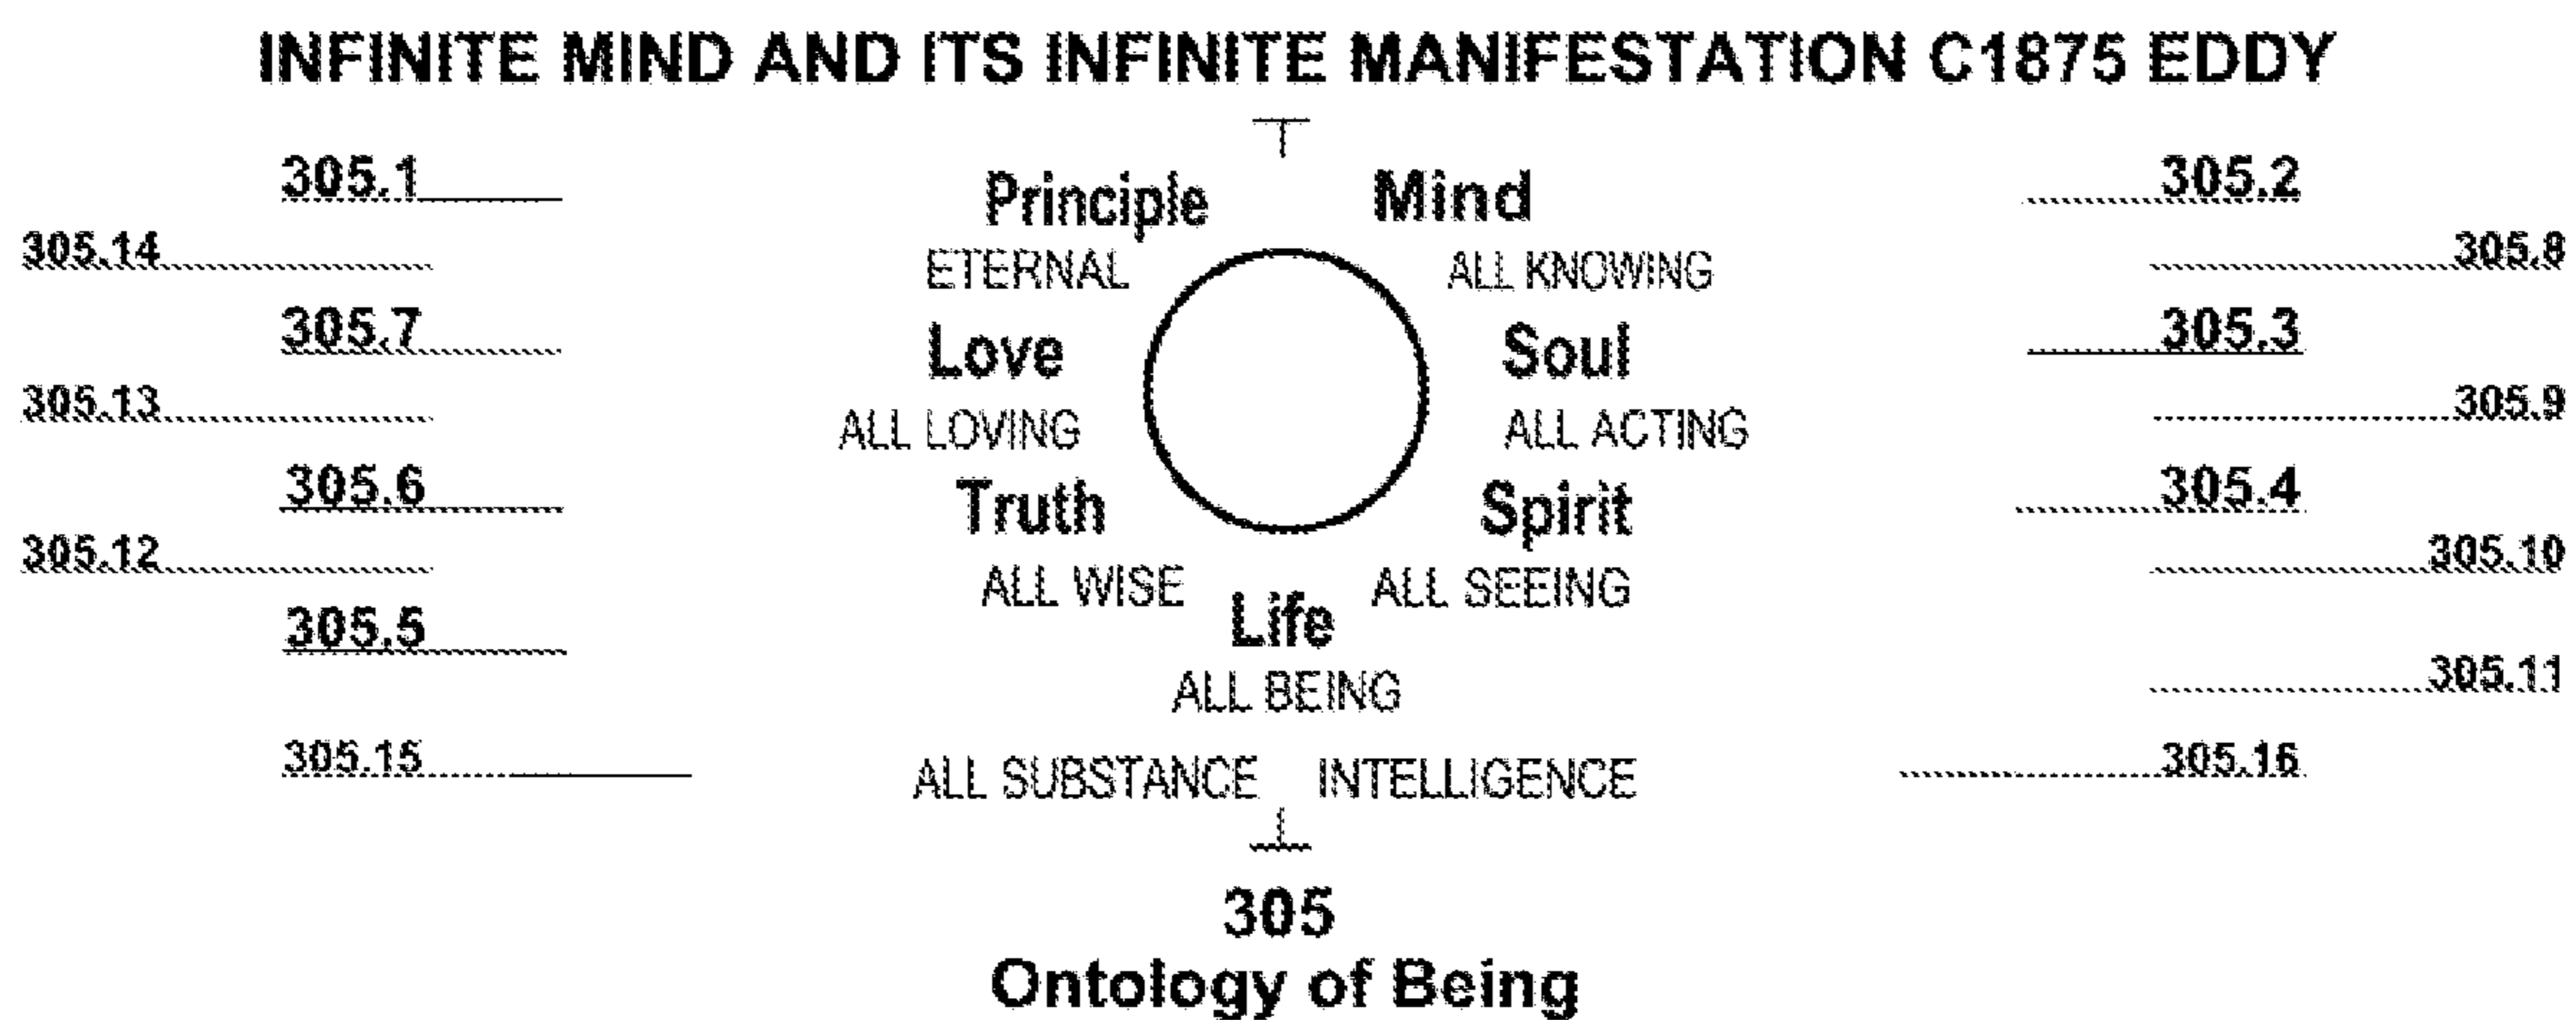 INFINITE MIND AND ITS INFINITE MANIFESTATION C1875 EDDY
305.1 Principle Mind 305.2
305.14 ETERNAL ALL KNOWING 305.8
305.7 Love Soul 305.3
305.13 ALL LOVING ALL ACTING 305.9
305.6 Truth Spirit 305.4
305.12 ALL WISE ALL SEEING 305.10
305.5 Life
ALL BEING 305.11
305.15 ALL SUBSTANCE INTELLIGENCE 305.16
305
Ontology of Being